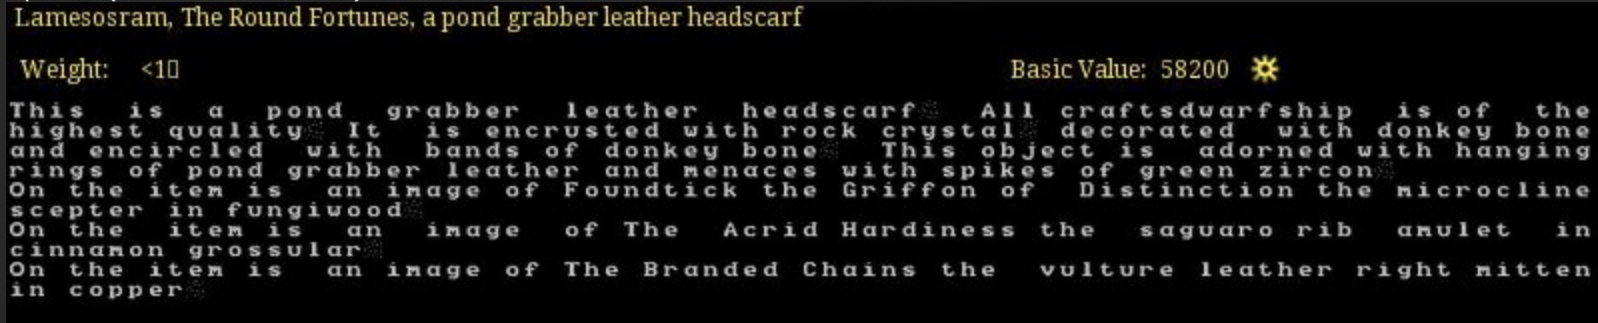 Lamesosram, The Round Fortunes, a pond grabber leather headscarf
Weight: <1▯ Basic Value: 58200 ☼
This is a pond grabber leather headscarf░ All craftsdwarfship is of the
highest quality░ It is encrusted with rock crystal░ decorated with donkey bone
and encircled with bands of donkey bone░ This object is adorned with hanging
rings of pond grabber leather and menaces with spikes of green zircon░
On the item is an image of Foundtick the Griffon of Distinction the microcline
scepter in fungiwood░
On the item is an image of The Acrid Hardiness the saguaro rib amulet in
cinnamon grossular░
On the item is an image of The Branded Chains the vulture leather right mitten
in copper░